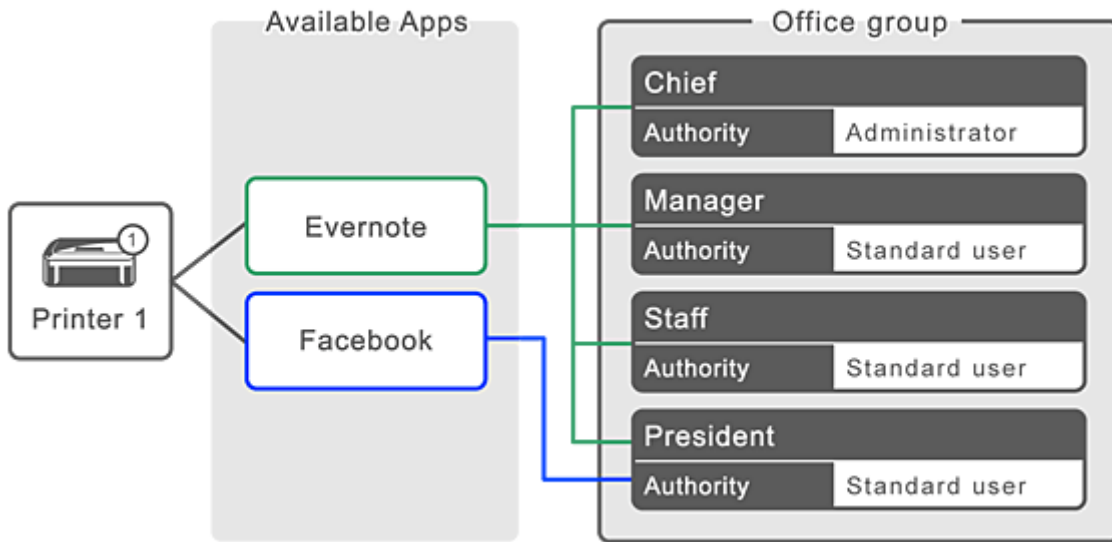 Available Apps
Office group
Chief
Authority Administrator
Evernote
Manager
Authority Standard user
1
Printer 1
Facebook
Staff
Authority Standard user
President
Authority Standard user